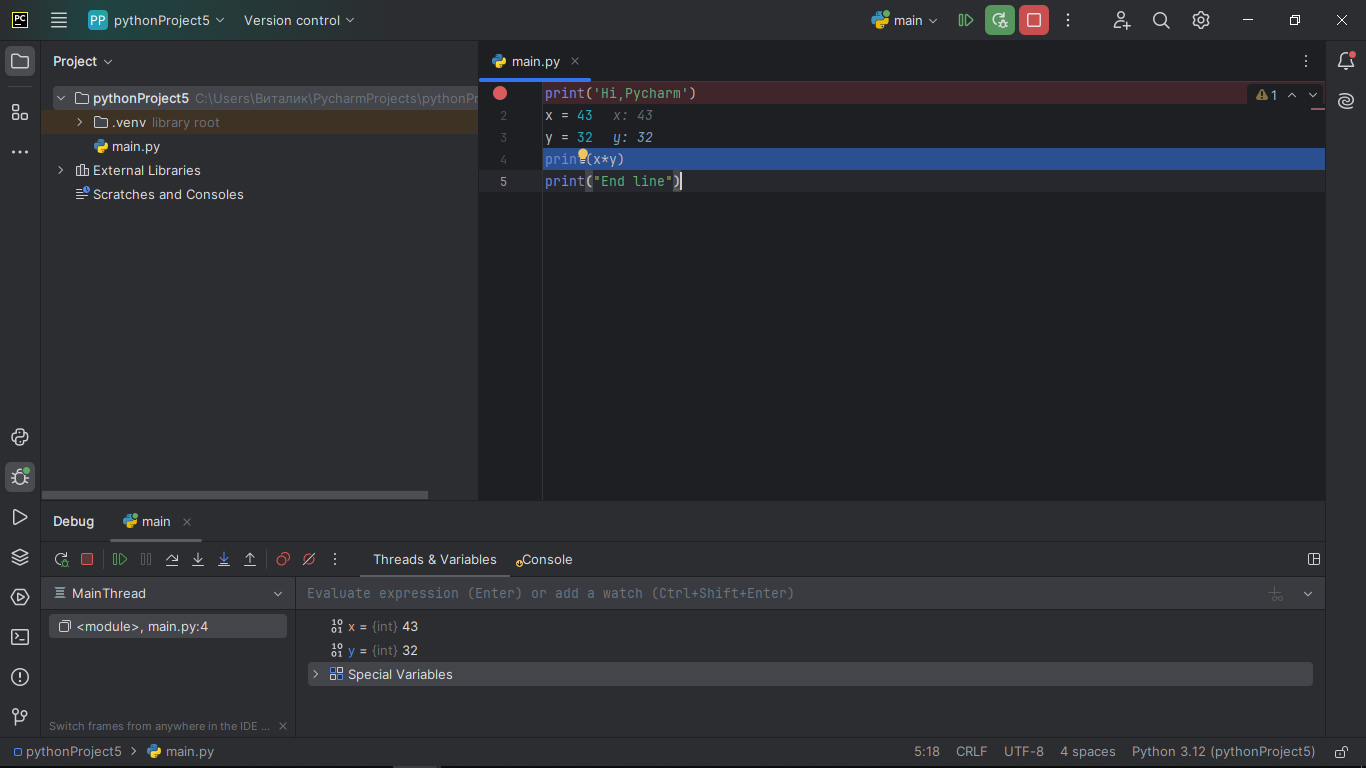 PC PP pythonProject5 Version control main
Project
main.py
pythonProject5 C:\Users\Виталик\PycharmProjects\pythonPr
.venv library root
main.py
External Libraries
Scratches and Consoles
print('Hi,Pycharm') 1
2 x = 43 x: 43
3 y = 32 y: 32
4 print(x*y)
5 print("End line")
Debug main
Threads & Variables Console
MainThread
Evaluate expression (Enter) or add a watch (Ctrl+Shift+Enter)
<module>, main.py:4
x = {int} 43
y = {int} 32
Special Variables
Switch frames from anywhere in the IDE ...
pythonProject5 main.py 5:18 CRLF UTF-8 4 spaces Python 3.12 (pythonProject5)